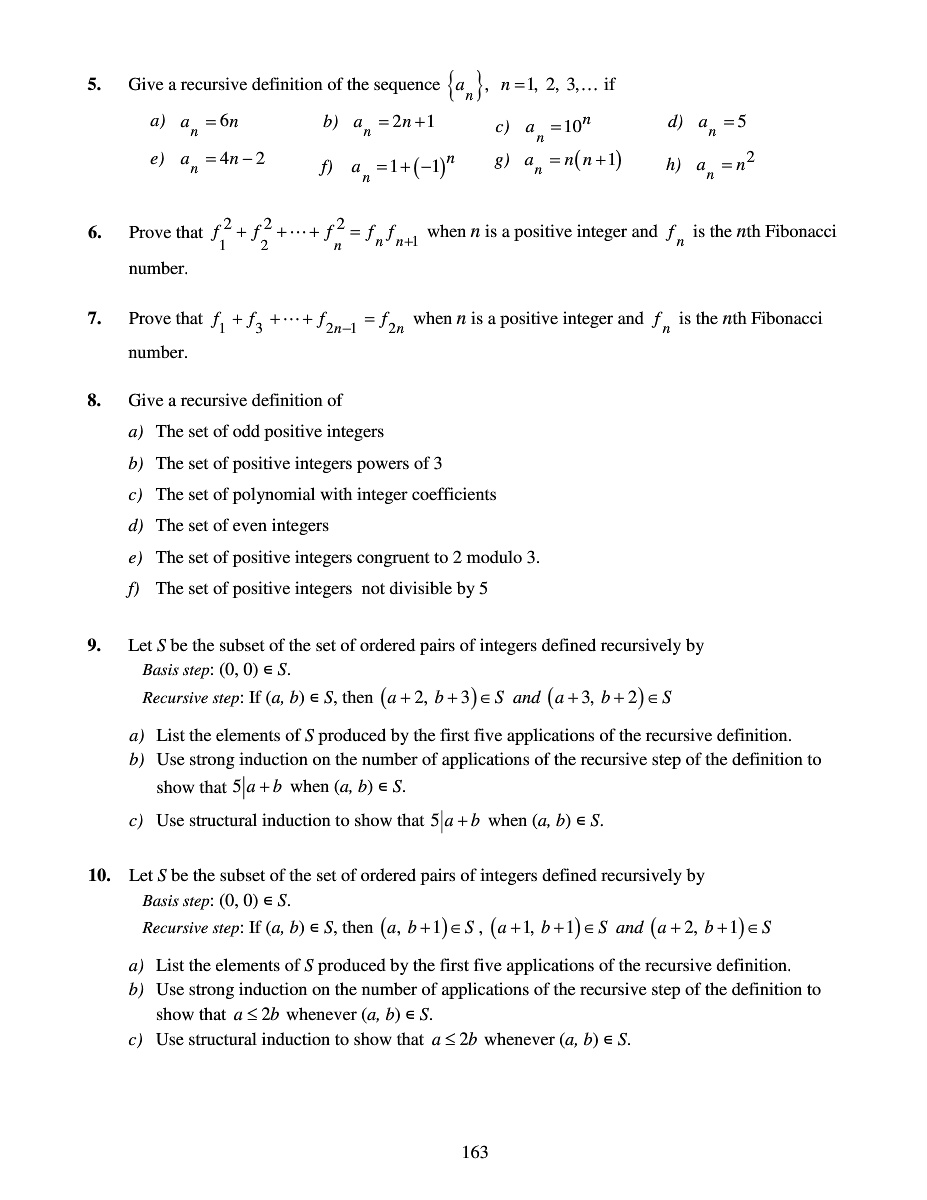 5. Give a recursive definition of the sequence {a_n}, n = 1, 2, 3,… if
a) a_n = 6n b) a_n = 2n + 1 c) a_n = 10^n d) a_n = 5
e) a_n = 4n − 2 f) a_n = 1 + (−1)^n g) a_n = n(n + 1) h) a_n = n^2
6. Prove that f_1^2 + f_2^2 + ⋯ + f_n^2 = f_n f_{n+1} when n is a positive integer and f_n is the nth Fibonacci
number.
7. Prove that f_1 + f_3 + ⋯ + f_{2n−1} = f_{2n} when n is a positive integer and f_n is the nth Fibonacci
number.
8. Give a recursive definition of
a) The set of odd positive integers
b) The set of positive integers powers of 3
c) The set of polynomial with integer coefficients
d) The set of even integers
e) The set of positive integers congruent to 2 modulo 3.
f) The set of positive integers not divisible by 5
9. Let S be the subset of the set of ordered pairs of integers defined recursively by
Basis step: (0, 0) ∈ S.
Recursive step: If (a, b) ∈ S, then (a + 2, b + 3) ∈ S and (a + 3, b + 2) ∈ S
a) List the elements of S produced by the first five applications of the recursive definition.
b) Use strong induction on the number of applications of the recursive step of the definition to
show that 5|a + b when (a, b) ∈ S.
c) Use structural induction to show that 5|a + b when (a, b) ∈ S.
10. Let S be the subset of the set of ordered pairs of integers defined recursively by
Basis step: (0, 0) ∈ S.
Recursive step: If (a, b) ∈ S, then (a, b + 1) ∈ S , (a + 1, b + 1) ∈ S and (a + 2, b + 1) ∈ S
a) List the elements of S produced by the first five applications of the recursive definition.
b) Use strong induction on the number of applications of the recursive step of the definition to
show that a ≤ 2b whenever (a, b) ∈ S.
c) Use structural induction to show that a ≤ 2b whenever (a, b) ∈ S.
163